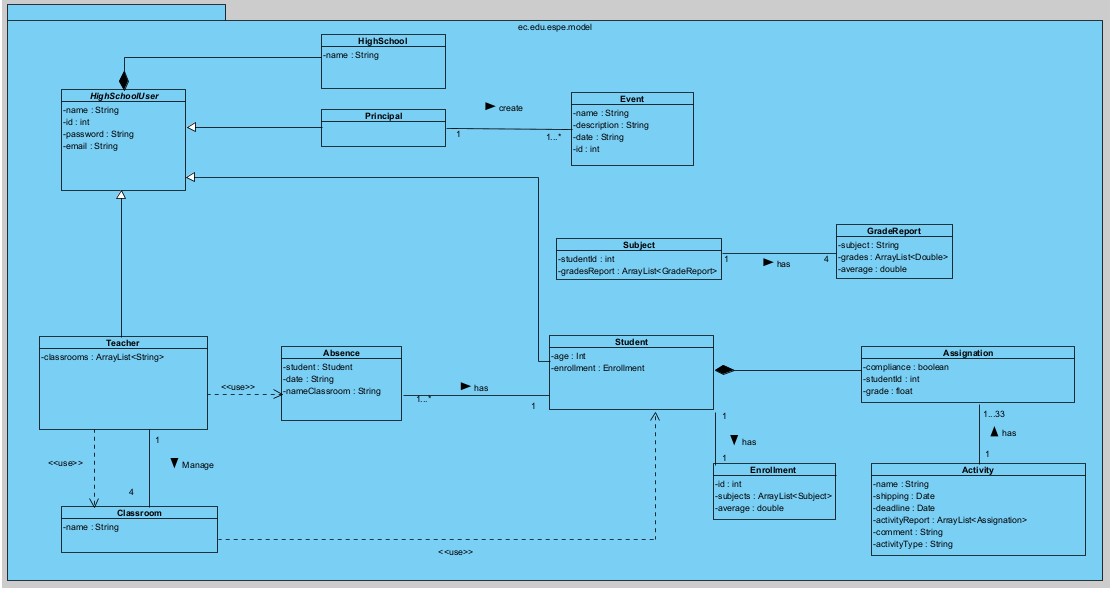 ec.edu.espe.model
HighSchool
-name : String
HighSchoolUser
-name : String
-id : int
-password : String
-email : String
Principal
create
1
1...*
Event
-name : String
-description : String
-date : String
-id : int
Subject
-studentId : int
-gradesReport : ArrayList<GradeReport>
1
has
4
GradeReport
-subject : String
-grades : ArrayList<Double>
-average : double
Teacher
-classrooms : ArrayList<String>
<<use>>
Absence
-student : Student
-date : String
-nameClassroom : String
has
1...*
1
Student
-age : Int
-enrollment : Enrollment
Assignation
-compliance : boolean
-studentId : int
-grade : float
1...33
has
1
1
has
1
<<use>>
1
Manage
4
Classroom
-name : String
<<use>>
Enrollment
-id : int
-subjects : ArrayList<Subject>
-average : double
Activity
-name : String
-shipping : Date
-deadline : Date
-activityReport : ArrayList<Assignation>
-comment : String
-activityType : String